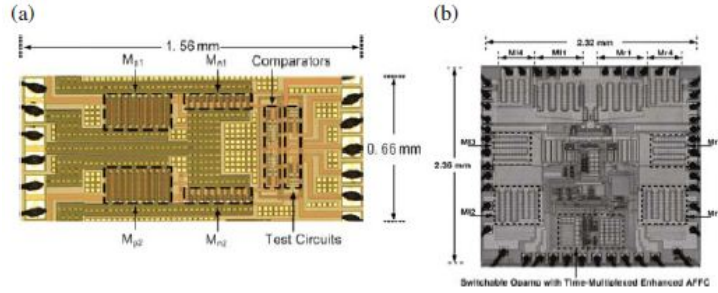 (a)
1.56 mm
Mp1
Mn1
Comparators
0.66 mm
Mp2
Mn2
Test Circuits
(b)
2.32 mm
Ml4
Ml1
Mr1
Mr4
Ml3
Mr
2.35 mm
Ml2
Mr
Switchable Opamp with Time-Multiplexed Enhanced AFFC